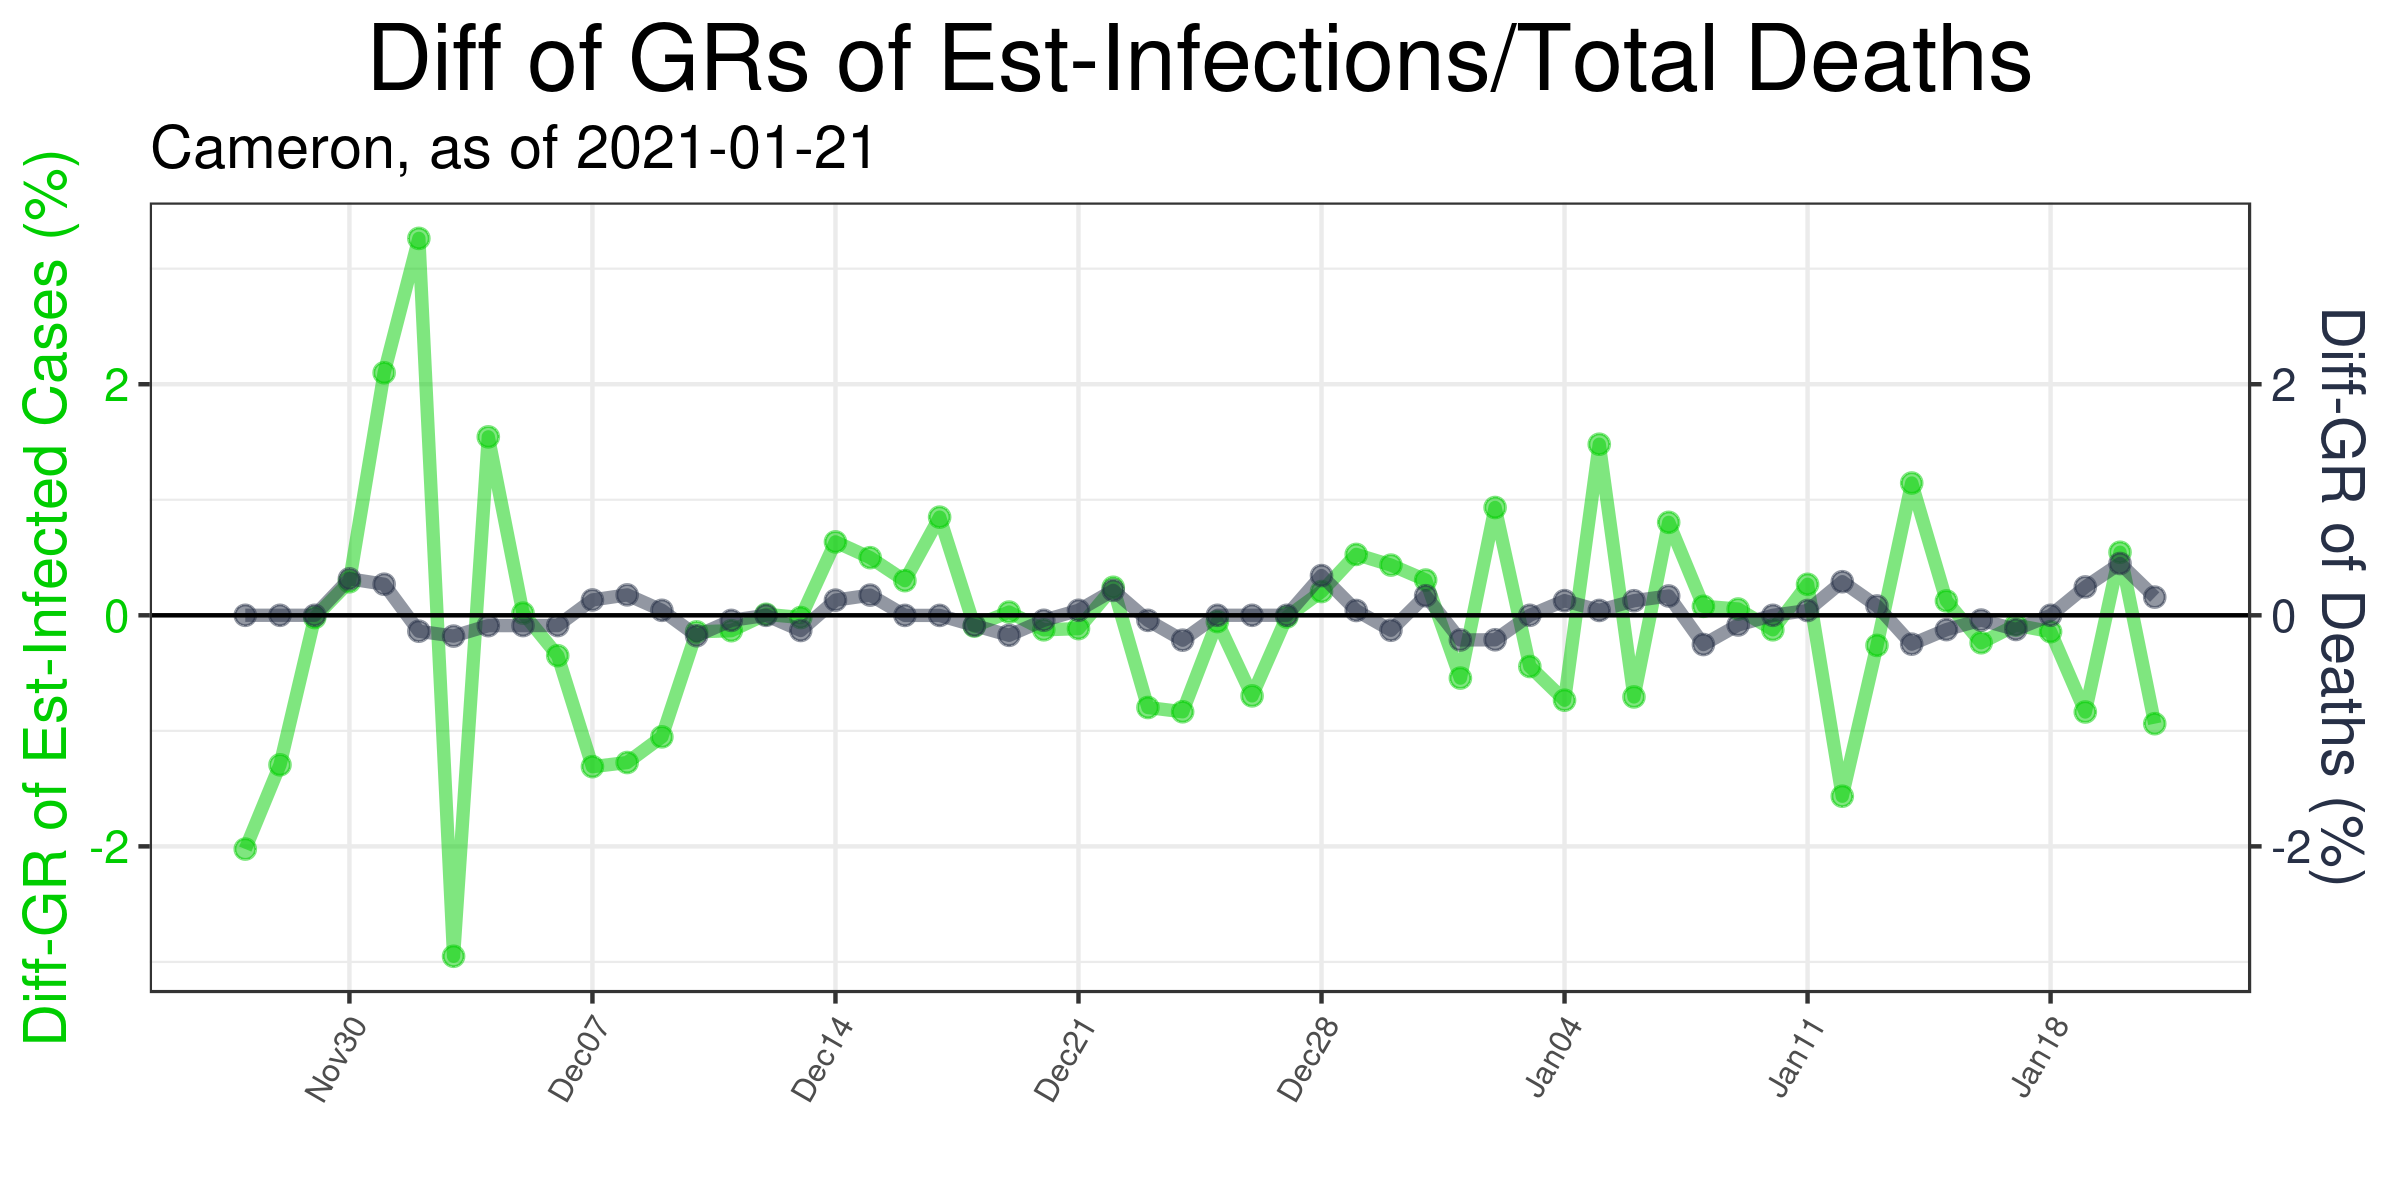 Diff of GRs of Est-Infections/Total Deaths
Cameron, as of 2021-01-21
Diff-GR of Est-Infected Cases (%)
2
0
-2
2
0
-2
Diff-GR of Deaths (%)
Nov30
Dec07
Dec14
Dec21
Dec28
Jan04
Jan11
Jan18